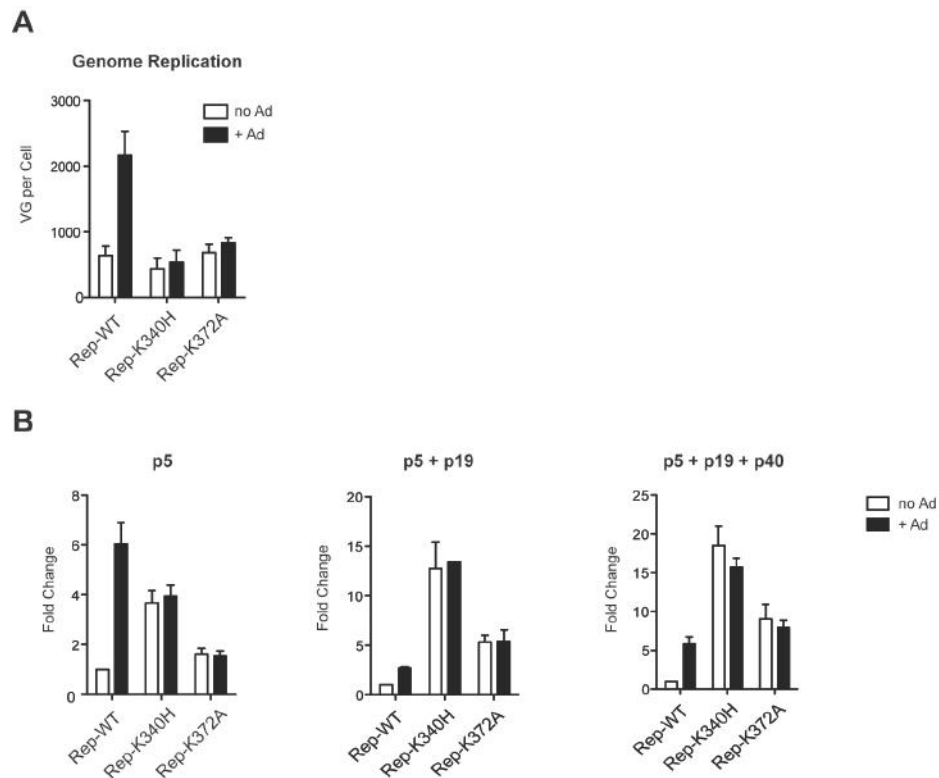 A
Genome Replication
no Ad
+ Ad
VG per Cell
3000
2000
1000
0
Rep-WT
Rep-K340H
Rep-K372A
B
p5
Fold Change
8
6
4
2
0
Rep-WT
Rep-K340H
Rep-K372A
p5 + p19
Fold Change
20
15
10
5
0
Rep-WT
Rep-K340H
Rep-K372A
p5 + p19 + p40
Fold Change
25
20
15
10
5
0
Rep-WT
Rep-K340H
Rep-K372A
no Ad
+ Ad